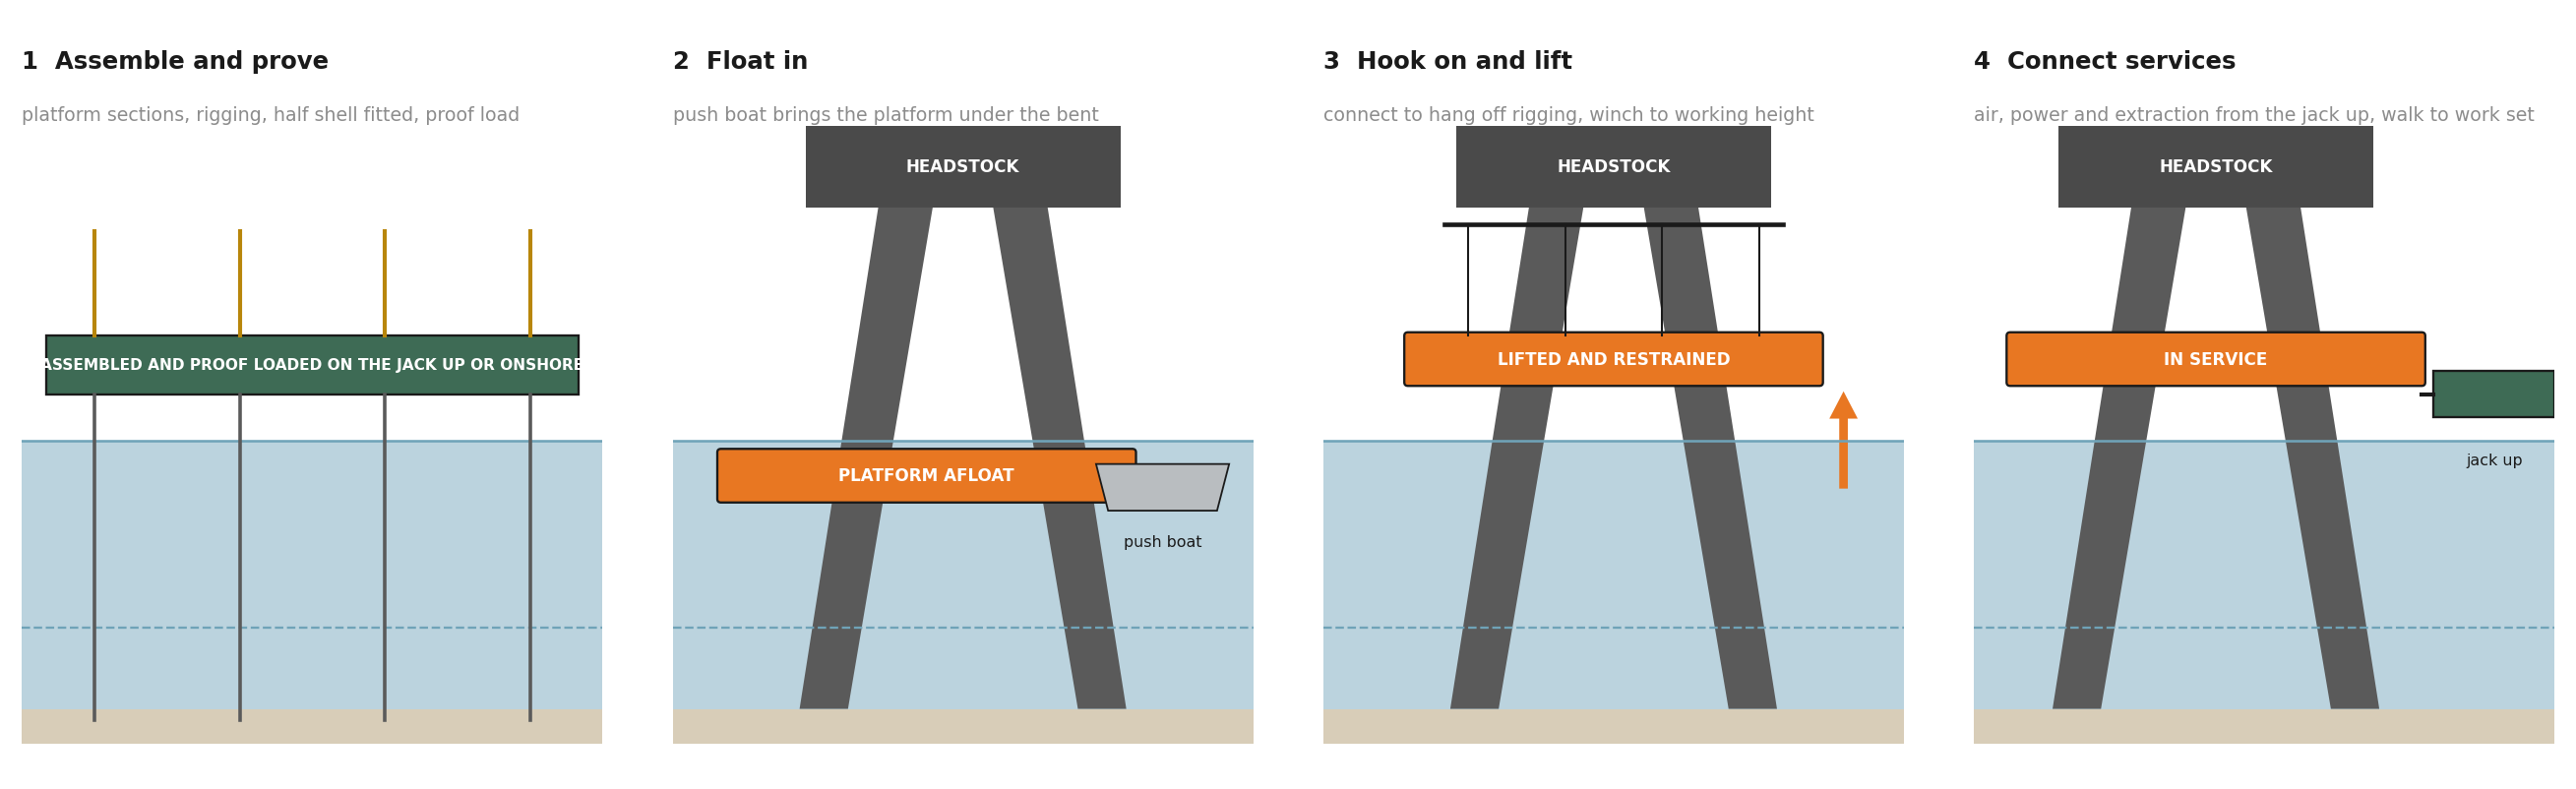 1  Assemble and prove
platform sections, rigging, half shell fitted, proof load
ASSEMBLED AND PROOF LOADED ON THE JACK UP OR ONSHORE
2  Float in
push boat brings the platform under the bent
HEADSTOCK
PLATFORM AFLOAT
push boat
3  Hook on and lift
connect to hang off rigging, winch to working height
HEADSTOCK
LIFTED AND RESTRAINED
4  Connect services
air, power and extraction from the jack up, walk to work set
HEADSTOCK
IN SERVICE
jack up